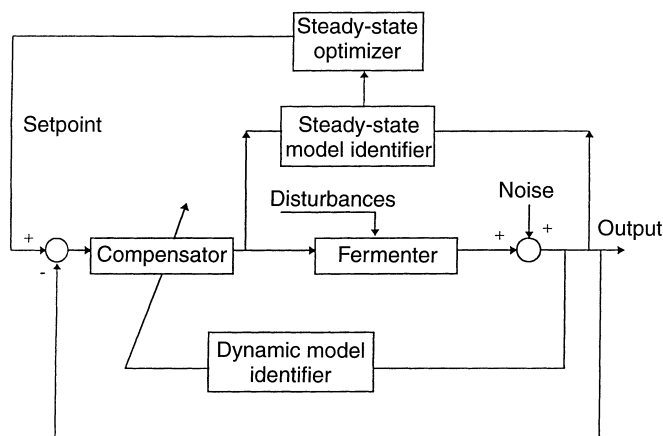 Steady-state
optimizer
Setpoint
Steady-state
model identifier
Disturbances
Noise
+
-
Compensator
Fermenter
+
+
Output
Dynamic model
identifier